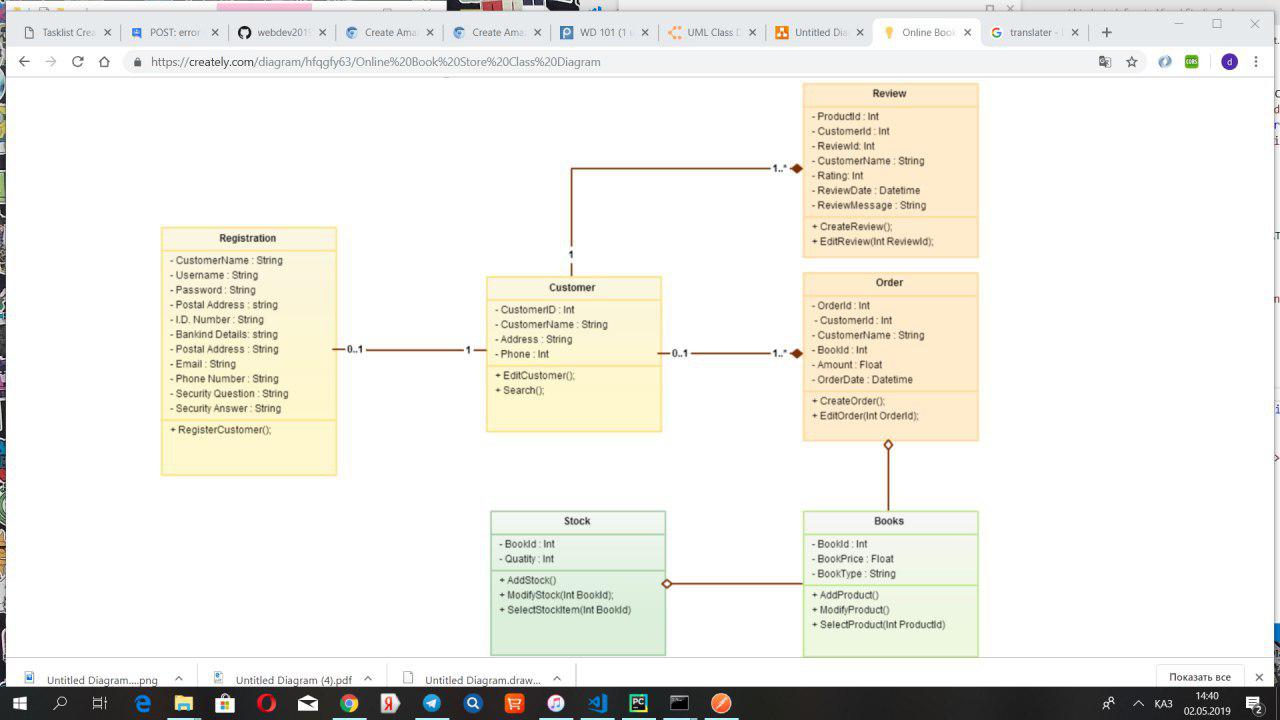 Tasklist CR
POST: error
webdev2019
Create Ama
Create Ama
WD 101 (1 u
UML Class D
Untitled Dia
Online Book
translater -
https://creately.com/diagram/hfqgfy63/Online%20Book%20Store%20Class%20Diagram
CORS
d
Review
- ProductId : Int
- CustomerId : Int
- ReviewId: Int
- CustomerName : String
- Rating: Int
- ReviewDate : Datetime
- ReviewMessage : String
+ CreateReview();
+ EditReview(Int ReviewId);
1..*
1
Registration
- CustomerName : String
- Username : String
- Password : String
- Postal Address : string
- I.D. Number : String
- Bankind Details: string
- Postal Address : String
- Email : String
- Phone Number : String
- Security Question : String
- Security Answer : String
+ RegisterCustomer();
0..1
1
Customer
- CustomerID : Int
- CustomerName : String
- Address : String
- Phone : Int
+ EditCustomer();
+ Search();
0..1
1..*
Order
- OrderId : Int
- CustomerId : Int
- CustomerName : String
- BookId : Int
- Amount : Float
- OrderDate : Datetime
+ CreateOrder();
+ EditOrder(Int OrderId);
Stock
- BookId : Int
- Quatity : Int
+ AddStock()
+ ModifyStock(Int BookId);
+ SelectStockItem(Int BookId)
Books
- BookId : Int
- BookPrice : Float
- BookType : String
+ AddProduct()
+ ModifyProduct()
+ SelectProduct(Int ProductId)
Untitled Diagram....png
Untitled Diagram (4).pdf
Untitled Diagram.draw...
Показать все
ҚАЗ
14:40
02.05.2019
2